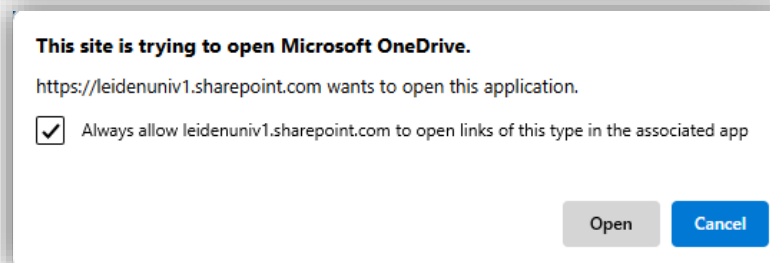 This site is trying to open Microsoft OneDrive.
https://leidenuniv1.sharepoint.com wants to open this application.
Always allow leidenuniv1.sharepoint.com to open links of this type in the associated app
Open Cancel